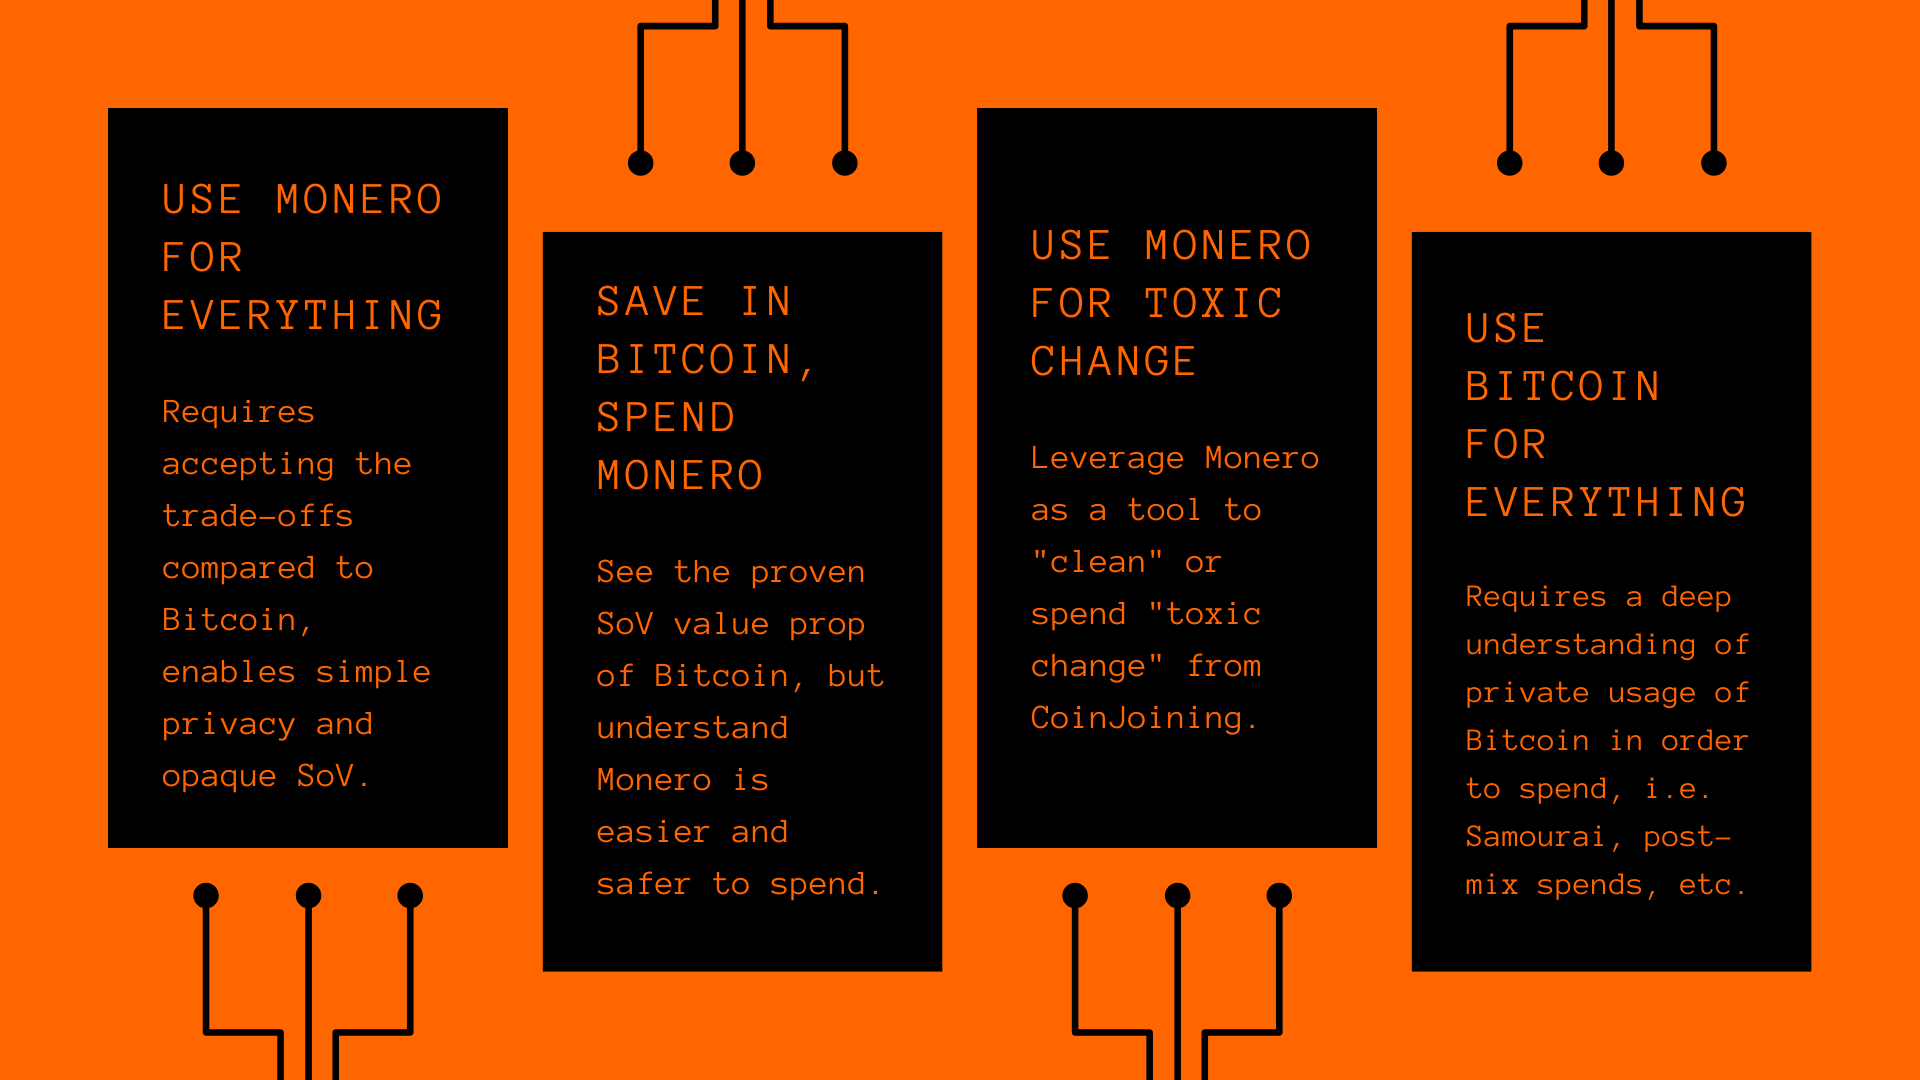 USE MONERO
FOR
EVERYTHING
Requires
accepting the
trade-offs
compared to
Bitcoin,
enables simple
privacy and
opaque SoV.
SAVE IN
BITCOIN,
SPEND
MONERO
See the proven
SoV value prop
of Bitcoin, but
understand
Monero is
easier and
safer to spend.
USE MONERO
FOR TOXIC
CHANGE
Leverage Monero
as a tool to
"clean" or
spend "toxic
change" from
CoinJoining.
USE
BITCOIN
FOR
EVERYTHING
Requires a deep
understanding of
private usage of
Bitcoin in order
to spend, i.e.
Samourai, post-
mix spends, etc.